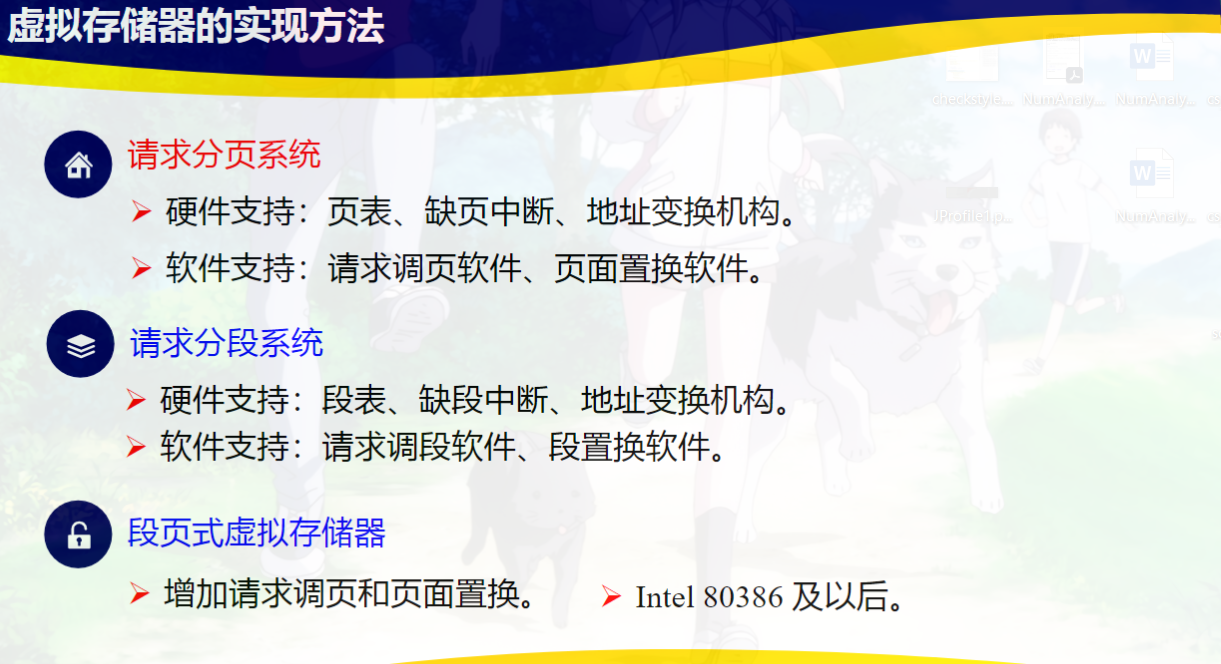 虚拟存储器的实现方法
checkstyle...
NumAnaly...
NumAnaly...
cs
请求分页系统
硬件支持：页表、缺页中断、地址变换机构。
JProfile
NumAnaly...
cs
软件支持：请求调页软件、页面置换软件。
请求分段系统
硬件支持：段表、缺段中断、地址变换机构。
软件支持：请求调段软件、段置换软件。
段页式虚拟存储器
增加请求调页和页面置换。
Intel 80386 及以后。